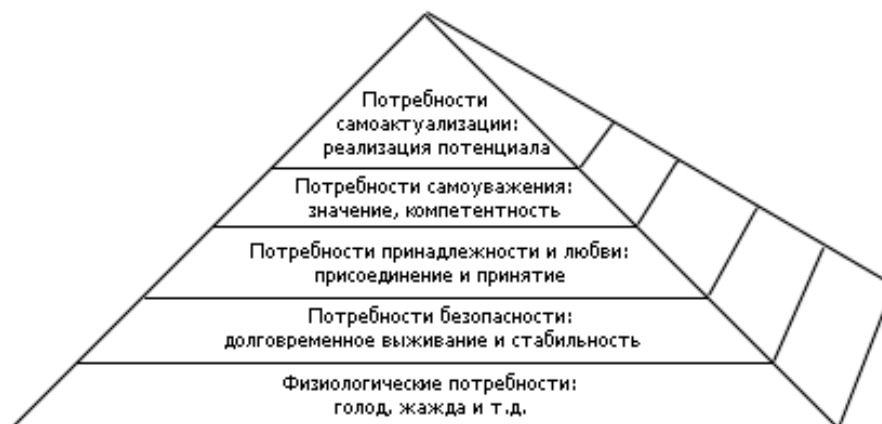 Потребности
самоактуализации:
реализация потенциала
Потребности самоуважения:
значение, компетентность
Потребности принадлежности и любви:
присоединение и принятие
Потребности безопасности:
долговременное выживание и стабильность
Физиологические потребности:
голод, жажда и т.д.